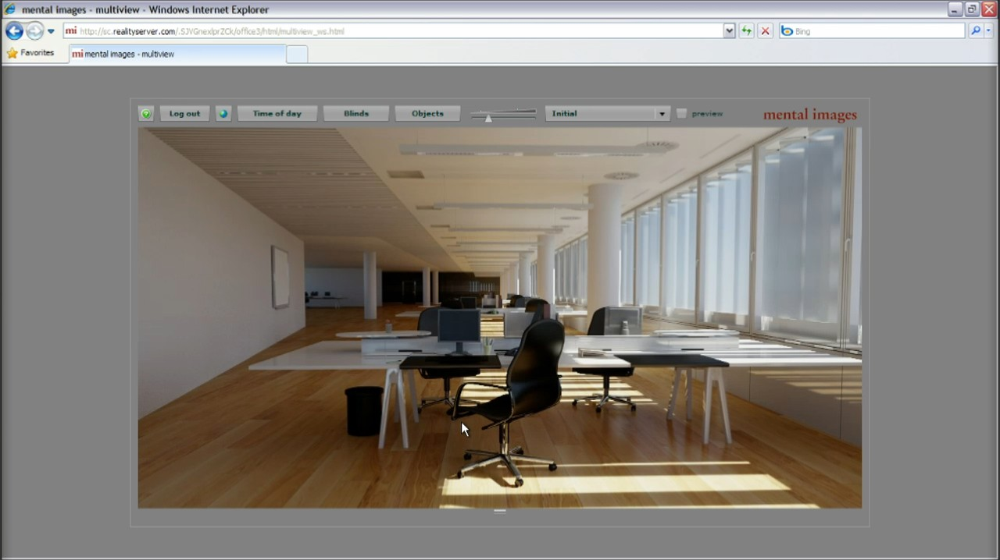 mental images - multiview - Windows Internet Explorer
mi http://sc.realityserver.com/.SJVGnexlprZCk/office3/html/multiview_ws.html
Bing
Favorites
mi mental images - multiview
Log out
Time of day
Blinds
Objects
Initial
preview
mental images